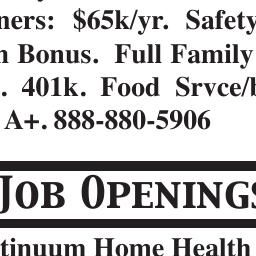 ners: $65k/yr. Safety
n Bonus. Full Family
. 401k. Food Srvce/
A+. 888-880-5906
JOB OPENINGS
tinuum Home Health